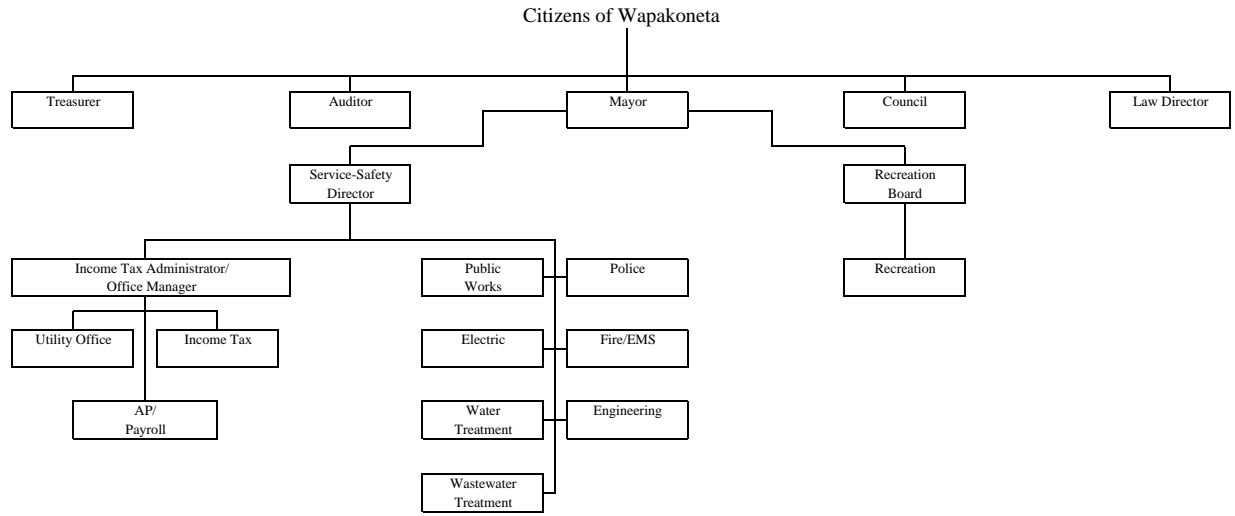 Citizens of Wapakoneta
Treasurer
Auditor
Mayor
Council
Law Director
Service-Safety
Director
Recreation
Board
Income Tax Administrator/
Office Manager
Public
Works
Police
Recreation
Utility Office
Income Tax
Electric
Fire/EMS
AP/
Payroll
Water
Treatment
Engineering
Wastewater
Treatment